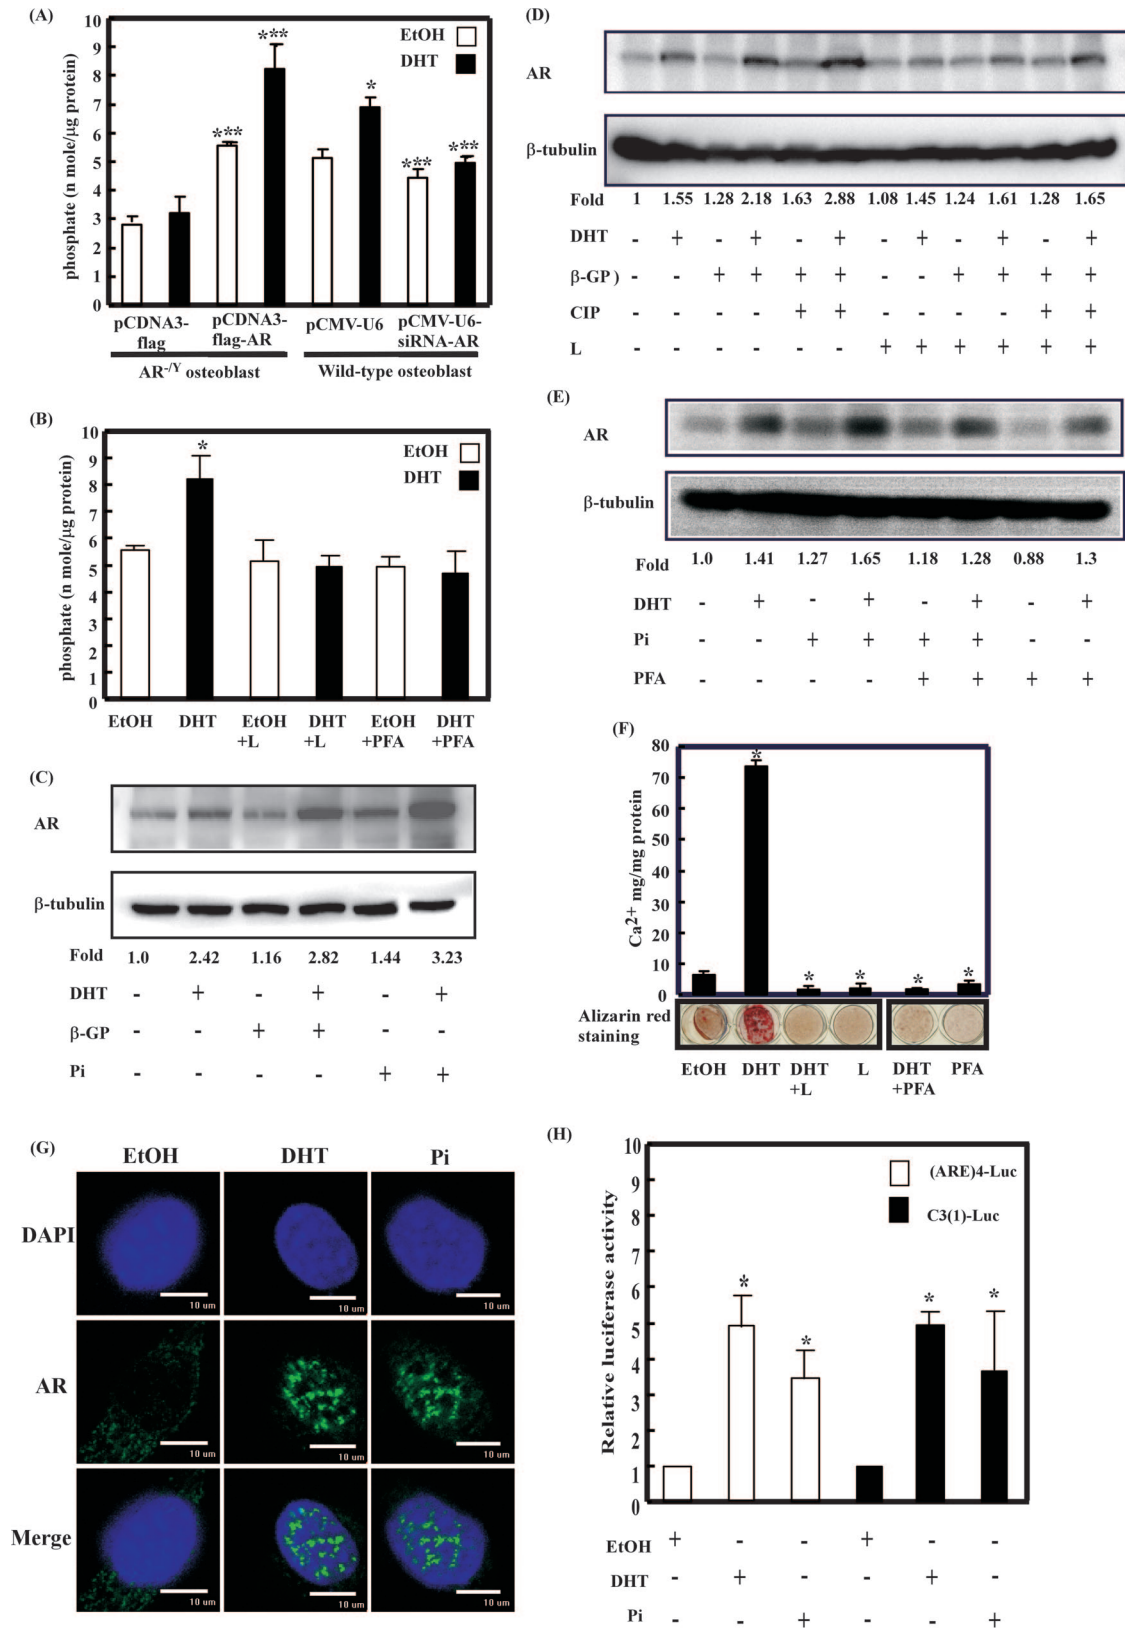 (A)
10
9
8
7
6
5
4
3
2
1
0
phosphate (n mole/μg protein)
EtOH
DHT
***
***
*
***
***
pCDNA3-flag
pCDNA3-flag-AR
pCMV-U6
pCMV-U6-siRNA-AR
AR-/Y osteoblast
Wild-type osteoblast
(B)
10
9
8
7
6
5
4
3
2
1
0
phosphate (n mole/μg protein)
EtOH
DHT
*
EtOH DHT EtOH DHT EtOH DHT
+L +L +PFA +PFA
(C)
AR
β-tubulin
Fold 1.0 2.42 1.16 2.82 1.44 3.23
DHT - + - + - +
β-GP - - + + - -
Pi - - - - + +
(D)
AR
β-tubulin
Fold 1 1.55 1.28 2.18 1.63 2.88 1.08 1.45 1.24 1.61 1.28 1.65
DHT - + - + - + - + - + - +
β-GP) - - + + + + - - + + + +
CIP - - - - + + - - - - + +
L - - - - - - + + + + + +
(E)
AR
β-tubulin
Fold 1.0 1.41 1.27 1.65 1.18 1.28 0.88 1.3
DHT - + - + - + - +
Pi - - + + + + - -
PFA - - - - + + + +
(F)
80
70
60
50
40
30
20
10
0
Ca2+ mg/mg protein
*
* * * *
Alizarin red
staining
EtOH DHT DHT L DHT PFA
+L +PFA
(G)
EtOH DHT Pi
DAPI
10 um 10 um 10 um
AR
10 um 10 um 10 um
Merge
10 um 10 um 10 um
(H)
10
9
8
7
6
5
4
3
2
1
0
Relative luciferase activity
(ARE)4-Luc
C3(1)-Luc
* * * *
EtOH + - - + - -
DHT - + - - + -
Pi - - + - - +